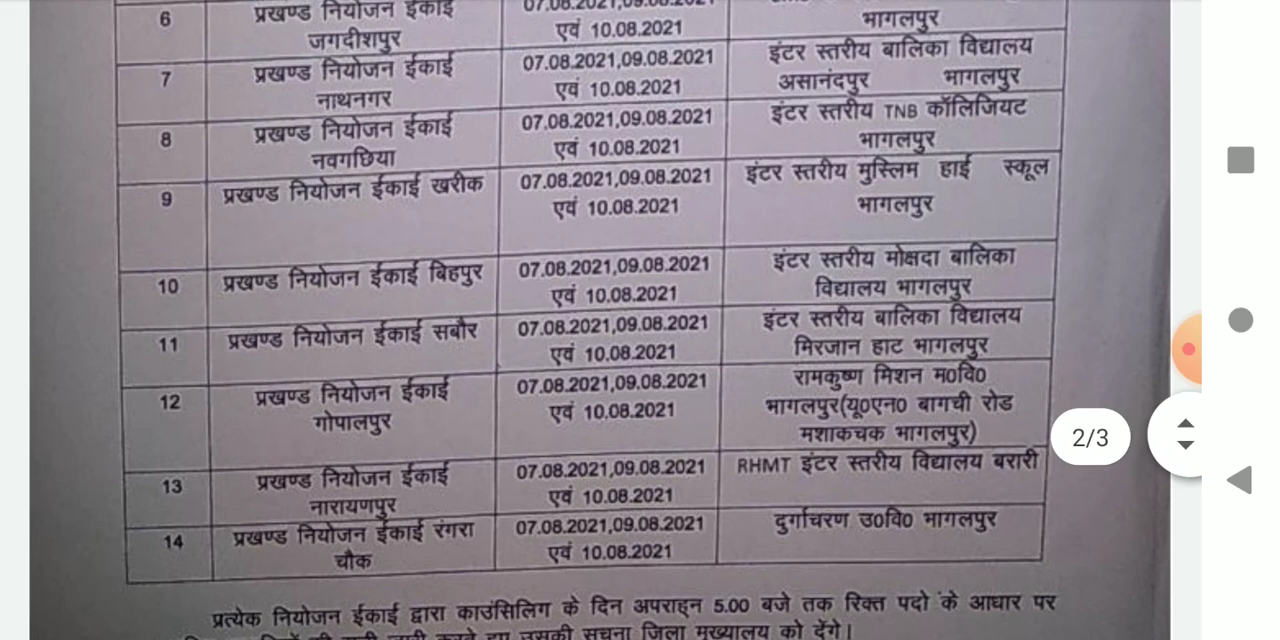 6 प्रखण्ड नियोजन ईकाई
जगदीशपुर
एवं 10.08.2021
भागलपुर
7 प्रखण्ड नियोजन ईकाई
नाथनगर
07.08.2021,09.08.2021
एवं 10.08.2021
इंटर स्तरीय बालिका विद्यालय
असानंदपुर भागलपुर
8 प्रखण्ड नियोजन ईकाई
नवगछिया
07.08.2021,09.08.2021
एवं 10.08.2021
इंटर स्तरीय TNB कॉलिजियट
भागलपुर
9 प्रखण्ड नियोजन ईकाई खरीक
07.08.2021,09.08.2021
एवं 10.08.2021
इंटर स्तरीय मुस्लिम हाई स्कूल
भागलपुर
10 प्रखण्ड नियोजन ईकाई बिहपुर
07.08.2021,09.08.2021
एवं 10.08.2021
इंटर स्तरीय मोक्षदा बालिका
विद्यालय भागलपुर
11 प्रखण्ड नियोजन ईकाई सबौर
07.08.2021,09.08.2021
एवं 10.08.2021
इंटर स्तरीय बालिका विद्यालय
मिरजान हाट भागलपुर
12 प्रखण्ड नियोजन ईकाई
गोपालपुर
07.08.2021,09.08.2021
एवं 10.08.2021
रामकुष्ण मिशन म0वि0
भागलपुर(यू0एन0 बागची रोड
मशाकचक भागलपुर)
13 प्रखण्ड नियोजन ईकाई
नारायणपुर
07.08.2021,09.08.2021
एवं 10.08.2021
RHMT इंटर स्तरीय विद्यालय बरारी
14 प्रखण्ड नियोजन ईकाई रंगरा
चौक
07.08.2021,09.08.2021
एवं 10.08.2021
दुर्गाचरण उ0वि0 भागलपुर
2/3
प्रत्येक नियोजन ईकाई द्वारा काउंसिलिग के दिन अपराह्न 5.00 बजे तक रिक्त पदो के आधार पर
उसकी सूचना जिला मुख्यालय को देंगे।